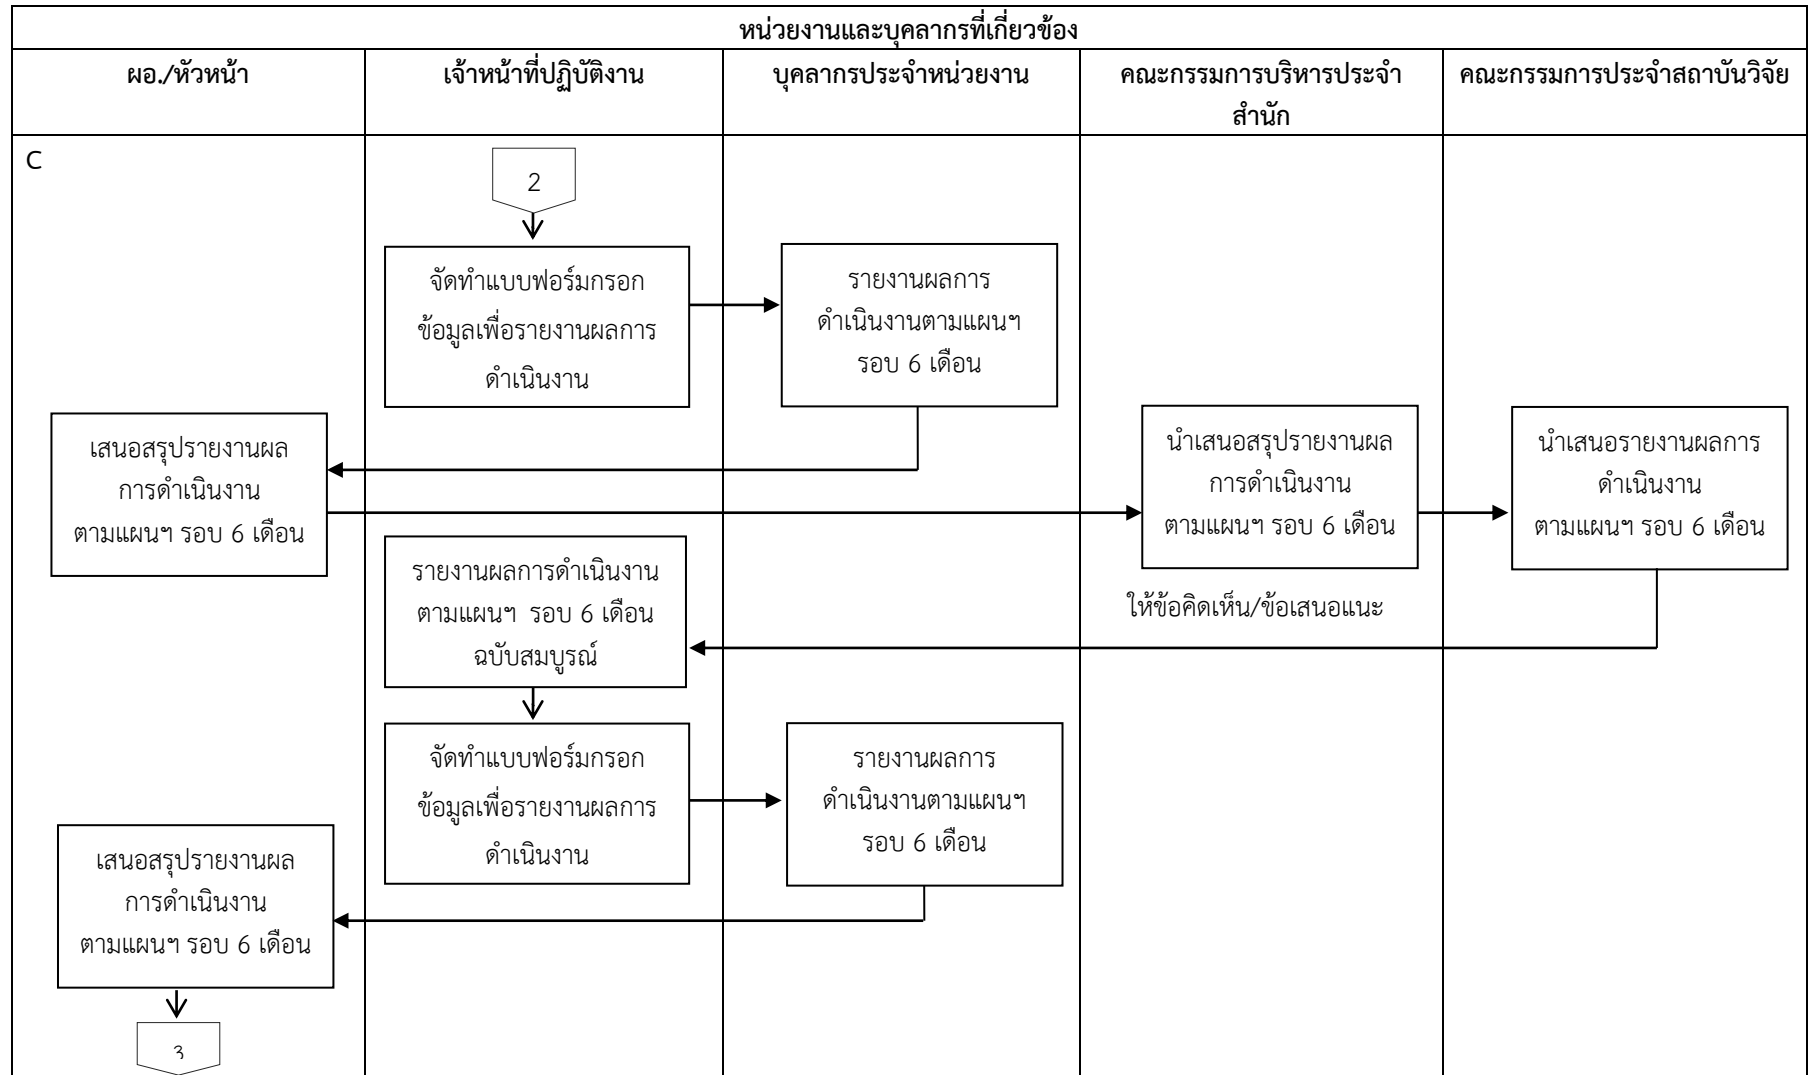 หน่วยงานและบุคลากรที่เกี่ยวข้อง
ผอ./หัวหน้า
เจ้าหน้าที่ปฏิบัติงาน
บุคลากรประจำหน่วยงาน
คณะกรรมการบริหารประจำ
สำนัก
คณะกรรมการประจำสถาบันวิจัย
C
2
จัดทำแบบฟอร์มกรอก
ข้อมูลเพื่อรายงานผลการ
ดำเนินงาน
รายงานผลการ
ดำเนินงานตามแผนฯ
รอบ 6 เดือน
เสนอสรุปรายงานผล
การดำเนินงาน
ตามแผนฯ รอบ 6 เดือน
นำเสนอสรุปรายงานผล
การดำเนินงาน
ตามแผนฯ รอบ 6 เดือน
นำเสนอรายงานผลการ
ดำเนินงาน
ตามแผนฯ รอบ 6 เดือน
รายงานผลการดำเนินงาน
ตามแผนฯ รอบ 6 เดือน
ฉบับสมบูรณ์
ให้ข้อคิดเห็น/ข้อเสนอแนะ
จัดทำแบบฟอร์มกรอก
ข้อมูลเพื่อรายงานผลการ
ดำเนินงาน
รายงานผลการ
ดำเนินงานตามแผนฯ
รอบ 6 เดือน
เสนอสรุปรายงานผล
การดำเนินงาน
ตามแผนฯ รอบ 6 เดือน
3